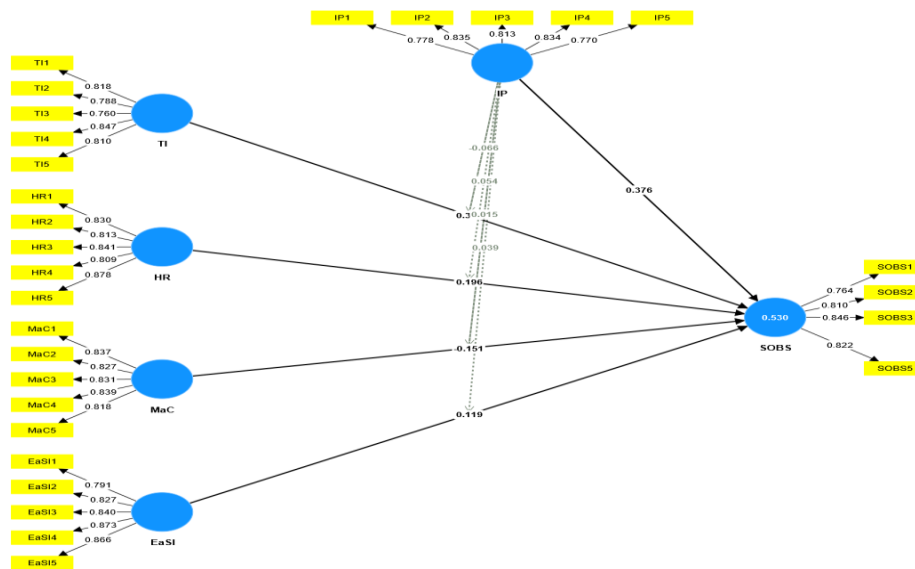 IP1 IP2 IP3 IP4 IP5
0.778 0.835 0.813 0.834 0.770
IP
TI1
TI2
TI3
TI4
TI5
0.818
0.788
0.760
0.847
0.810
TI
HR1
HR2
HR3
HR4
HR5
0.830
0.813
0.841
0.809
0.878
HR
MaC1
MaC2
MaC3
MaC4
MaC5
0.837
0.827
0.831
0.839
0.818
MaC
EaSI1
EaSI2
EaSI3
EaSI4
EaSI5
0.791
0.827
0.840
0.873
0.866
EaSI
-0.066
0.054
0.015
0.039
0.376
0.196
-0.151
0.119
0.530
SOBS
0.764
0.810
0.846
0.822
SOBS1
SOBS2
SOBS3
SOBS5